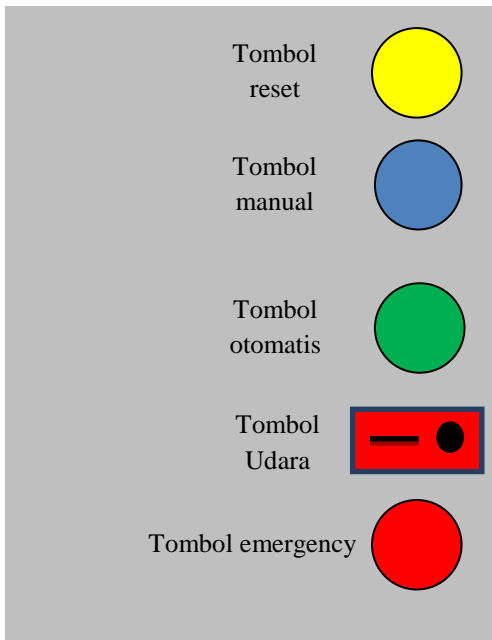 Tombol
reset
Tombol
manual
Tombol
otomatis
Tombol
Udara
Tombol emergency